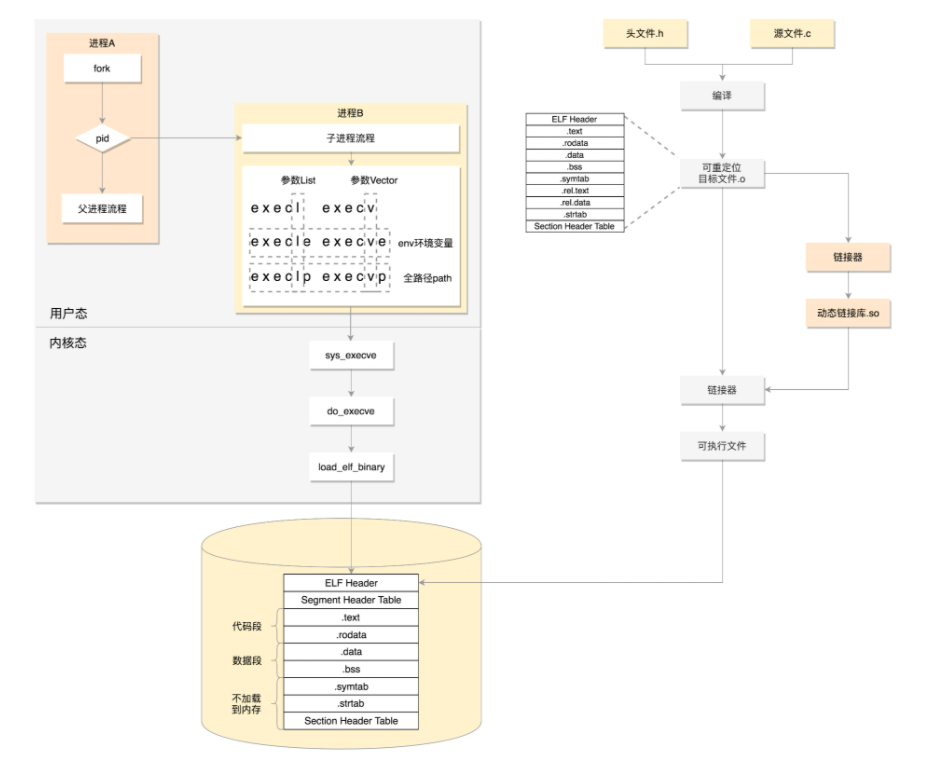 进程A
fork
pid
父进程流程
进程B
子进程流程
参数List 参数Vector
execl execv
execle execve env环境变量
execlp execvp 全路径path
用户态
内核态
sys_execve
do_execve
load_elf_binary
头文件.h
源文件.c
编译
ELF Header
.text
.rodata
.data
.bss
.symtab
.rel.text
.rel.data
.strtab
Section Header Table
可重定位
目标文件.o
链接器
动态链接库.so
链接器
可执行文件
ELF Header
Segment Header Table
代码段
.text
.rodata
数据段
.data
.bss
不加载
到内存
.symtab
.strtab
Section Header Table